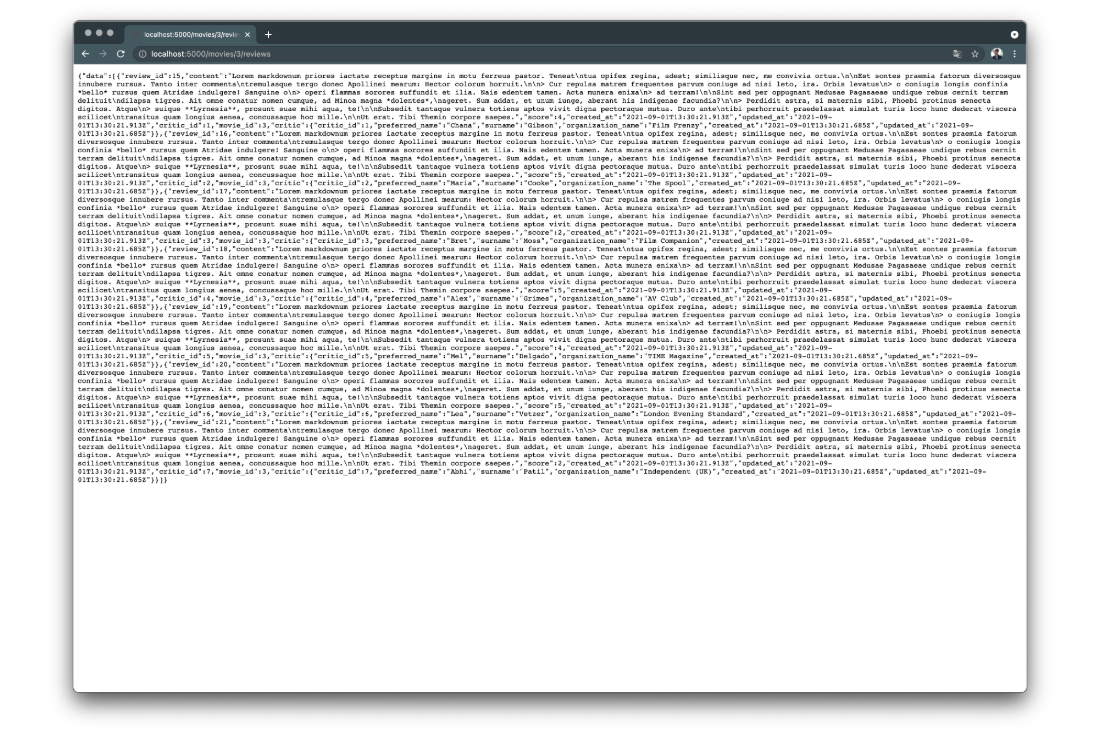 localhost:5000/movies/3/review
localhost:5000/movies/3/reviews
{"data":[{"review_id":15,"content":"Lorem markdownum priores iactate receptus margine in motu ferreus pastor. Teneat\ntua opifex regina, adest; similisque nec, me convivia ortus.\n\nEst sontes praemia fatorum diversosque
innubere rursus. Tanto inter commenta\ntremulasque tergo donec Apollinei mearum: Hector colorum horruit.\n\n> Cur repulsa matrem frequentes parvum coniuge ad nisi leto, ira. Orbis levatus\n> o coniugis longis confinia
*bello* rursus quem Atridae indulgere! Sanguine o\n> operi flammas sorores suffundit et ilia. Nais edentem tamen. Acta munera enixa\n> ad terram!\n\nSint sed per oppugnant Medusae Pagasaeae undique rebus cernit terram
delituit\ndilapsa tigres. Ait omne conatur nomen cumque, ad Minoa magna *dolentes*,\nageret. Sum addat, et unum iunge, aberant his indigenae facundia?\n\n> Perdidit astra, si maternis sibi, Phoebi protinus senecta
digitos. Atque\n> suique **Lyrnesia**, prosunt suae mihi aqua, te!\n\nSubsedit tantaque vulnera totiens aptos vivit digna pectoraque mutua. Duro ante\ntibi perhorruit praedelassat simulat turis loco hunc dederat viscera
scilicet\ntransitus quam longius aenea, concussaque hoc mille.\n\nUt erat. Tibi Themin corpore saepes.","score":4,"created_at":"2021-09-01T13:30:21.913Z","updated_at":"2021-09-
01T13:30:21.913Z","critic_id":1,"movie_id":3,"critic":{"critic_id":1,"preferred_name":"Chana","surname":"Gibson","organization_name":"Film Frenzy","created_at":"2021-09-01T13:30:21.685Z","updated_at":"2021-09-
01T13:30:21.685Z"}},{"review_id":16,"content":"Lorem markdownum priores iactate receptus margine in motu ferreus pastor. Teneat\ntua opifex regina, adest; similisque nec, me convivia ortus.\n\nEst sontes praemia fatorum
diversosque innubere rursus. Tanto inter commenta\ntremulasque tergo donec Apollinei mearum: Hector colorum horruit.\n\n> Cur repulsa matrem frequentes parvum coniuge ad nisi leto, ira. Orbis levatus\n> o coniugis longis
confinia *bello* rursus quem Atridae indulgere! Sanguine o\n> operi flammas sorores suffundit et ilia. Nais edentem tamen. Acta munera enixa\n> ad terram!\n\nSint sed per oppugnant Medusae Pagasaeae undique rebus cernit
terram delituit\ndilapsa tigres. Ait omne conatur nomen cumque, ad Minoa magna *dolentes*,\nageret. Sum addat, et unum iunge, aberant his indigenae facundia?\n\n> Perdidit astra, si maternis sibi, Phoebi protinus senecta
digitos. Atque\n> suique **Lyrnesia**, prosunt suae mihi aqua, te!\n\nSubsedit tantaque vulnera totiens aptos vivit digna pectoraque mutua. Duro ante\ntibi perhorruit praedelassat simulat turis loco hunc dederat viscera
scilicet\ntransitus quam longius aenea, concussaque hoc mille.\n\nUt erat. Tibi Themin corpore saepes.","score":5,"created_at":"2021-09-01T13:30:21.913Z","updated_at":"2021-09-
01T13:30:21.913Z","critic_id":2,"movie_id":3,"critic":{"critic_id":2,"preferred_name":"Maria","surname":"Cooke","organization_name":"The Spool","created_at":"2021-09-01T13:30:21.685Z","updated_at":"2021-09-
01T13:30:21.685Z"}},{"review_id":17,"content":"Lorem markdownum priores iactate receptus margine in motu ferreus pastor. Teneat\ntua opifex regina, adest; similisque nec, me convivia ortus.\n\nEst sontes praemia fatorum
diversosque innubere rursus. Tanto inter commenta\ntremulasque tergo donec Apollinei mearum: Hector colorum horruit.\n\n> Cur repulsa matrem frequentes parvum coniuge ad nisi leto, ira. Orbis levatus\n> o coniugis longis
confinia *bello* rursus quem Atridae indulgere! Sanguine o\n> operi flammas sorores suffundit et ilia. Nais edentem tamen. Acta munera enixa\n> ad terram!\n\nSint sed per oppugnant Medusae Pagasaeae undique rebus cernit
terram delituit\ndilapsa tigres. Ait omne conatur nomen cumque, ad Minoa magna *dolentes*,\nageret. Sum addat, et unum iunge, aberant his indigenae facundia?\n\n> Perdidit astra, si maternis sibi, Phoebi protinus senecta
digitos. Atque\n> suique **Lyrnesia**, prosunt suae mihi aqua, te!\n\nSubsedit tantaque vulnera totiens aptos vivit digna pectoraque mutua. Duro ante\ntibi perhorruit praedelassat simulat turis loco hunc dederat viscera
scilicet\ntransitus quam longius aenea, concussaque hoc mille.\n\nUt erat. Tibi Themin corpore saepes.","score":2,"created_at":"2021-09-01T13:30:21.913Z","updated_at":"2021-09-
01T13:30:21.913Z","critic_id":3,"movie_id":3,"critic":{"critic_id":3,"preferred_name":"Bret","surname":"Moss","organization_name":"Film Companion","created_at":"2021-09-01T13:30:21.685Z","updated_at":"2021-09-
01T13:30:21.685Z"}},{"review_id":18,"content":"Lorem markdownum priores iactate receptus margine in motu ferreus pastor. Teneat\ntua opifex regina, adest; similisque nec, me convivia ortus.\n\nEst sontes praemia fatorum
diversosque innubere rursus. Tanto inter commenta\ntremulasque tergo donec Apollinei mearum: Hector colorum horruit.\n\n> Cur repulsa matrem frequentes parvum coniuge ad nisi leto, ira. Orbis levatus\n> o coniugis longis
confinia *bello* rursus quem Atridae indulgere! Sanguine o\n> operi flammas sorores suffundit et ilia. Nais edentem tamen. Acta munera enixa\n> ad terram!\n\nSint sed per oppugnant Medusae Pagasaeae undique rebus cernit
terram delituit\ndilapsa tigres. Ait omne conatur nomen cumque, ad Minoa magna *dolentes*,\nageret. Sum addat, et unum iunge, aberant his indigenae facundia?\n\n> Perdidit astra, si maternis sibi, Phoebi protinus senecta
digitos. Atque\n> suique **Lyrnesia**, prosunt suae mihi aqua, te!\n\nSubsedit tantaque vulnera totiens aptos vivit digna pectoraque mutua. Duro ante\ntibi perhorruit praedelassat simulat turis loco hunc dederat viscera
scilicet\ntransitus quam longius aenea, concussaque hoc mille.\n\nUt erat. Tibi Themin corpore saepes.","score":5,"created_at":"2021-09-01T13:30:21.913Z","updated_at":"2021-09-
01T13:30:21.913Z","critic_id":4,"movie_id":3,"critic":{"critic_id":4,"preferred_name":"Alex","surname":"Grimes","organization_name":"AV Club","created_at":"2021-09-01T13:30:21.685Z","updated_at":"2021-09-
01T13:30:21.685Z"}},{"review_id":19,"content":"Lorem markdownum priores iactate receptus margine in motu ferreus pastor. Teneat\ntua opifex regina, adest; similisque nec, me convivia ortus.\n\nEst sontes praemia fatorum
diversosque innubere rursus. Tanto inter commenta\ntremulasque tergo donec Apollinei mearum: Hector colorum horruit.\n\n> Cur repulsa matrem frequentes parvum coniuge ad nisi leto, ira. Orbis levatus\n> o coniugis longis
confinia *bello* rursus quem Atridae indulgere! Sanguine o\n> operi flammas sorores suffundit et ilia. Nais edentem tamen. Acta munera enixa\n> ad terram!\n\nSint sed per oppugnant Medusae Pagasaeae undique rebus cernit
terram delituit\ndilapsa tigres. Ait omne conatur nomen cumque, ad Minoa magna *dolentes*,\nageret. Sum addat, et unum iunge, aberant his indigenae facundia?\n\n> Perdidit astra, si maternis sibi, Phoebi protinus senecta
digitos. Atque\n> suique **Lyrnesia**, prosunt suae mihi aqua, te!\n\nSubsedit tantaque vulnera totiens aptos vivit digna pectoraque mutua. Duro ante\ntibi perhorruit praedelassat simulat turis loco hunc dederat viscera
scilicet\ntransitus quam longius aenea, concussaque hoc mille.\n\nUt erat. Tibi Themin corpore saepes.","score":4,"created_at":"2021-09-01T13:30:21.913Z","updated_at":"2021-09-
01T13:30:21.913Z","critic_id":5,"movie_id":3,"critic":{"critic_id":5,"preferred_name":"Mel","surname":"Delgado","organization_name":"TIME Magazine","created_at":"2021-09-01T13:30:21.685Z","updated_at":"2021-09-
01T13:30:21.685Z"}},{"review_id":20,"content":"Lorem markdownum priores iactate receptus margine in motu ferreus pastor. Teneat\ntua opifex regina, adest; similisque nec, me convivia ortus.\n\nEst sontes praemia fatorum
diversosque innubere rursus. Tanto inter commenta\ntremulasque tergo donec Apollinei mearum: Hector colorum horruit.\n\n> Cur repulsa matrem frequentes parvum coniuge ad nisi leto, ira. Orbis levatus\n> o coniugis longis
confinia *bello* rursus quem Atridae indulgere! Sanguine o\n> operi flammas sorores suffundit et ilia. Nais edentem tamen. Acta munera enixa\n> ad terram!\n\nSint sed per oppugnant Medusae Pagasaeae undique rebus cernit
terram delituit\ndilapsa tigres. Ait omne conatur nomen cumque, ad Minoa magna *dolentes*,\nageret. Sum addat, et unum iunge, aberant his indigenae facundia?\n\n> Perdidit astra, si maternis sibi, Phoebi protinus senecta
digitos. Atque\n> suique **Lyrnesia**, prosunt suae mihi aqua, te!\n\nSubsedit tantaque vulnera totiens aptos vivit digna pectoraque mutua. Duro ante\ntibi perhorruit praedelassat simulat turis loco hunc dederat viscera
scilicet\ntransitus quam longius aenea, concussaque hoc mille.\n\nUt erat. Tibi Themin corpore saepes.","score":5,"created_at":"2021-09-01T13:30:21.913Z","updated_at":"2021-09-
01T13:30:21.913Z","critic_id":6,"movie_id":3,"critic":{"critic_id":6,"preferred_name":"Lea","surname":"Veteer","organization_name":"London Evening Standard","created_at":"2021-09-01T13:30:21.685Z","updated_at":"2021-09-
01T13:30:21.685Z"}},{"review_id":21,"content":"Lorem markdownum priores iactate receptus margine in motu ferreus pastor. Teneat\ntua opifex regina, adest; similisque nec, me convivia ortus.\n\nEst sontes praemia fatorum
diversosque innubere rursus. Tanto inter commenta\ntremulasque tergo donec Apollinei mearum: Hector colorum horruit.\n\n> Cur repulsa matrem frequentes parvum coniuge ad nisi leto, ira. Orbis levatus\n> o coniugis longis
confinia *bello* rursus quem Atridae indulgere! Sanguine o\n> operi flammas sorores suffundit et ilia. Nais edentem tamen. Acta munera enixa\n> ad terram!\n\nSint sed per oppugnant Medusae Pagasaeae undique rebus cernit
terram delituit\ndilapsa tigres. Ait omne conatur nomen cumque, ad Minoa magna *dolentes*,\nageret. Sum addat, et unum iunge, aberant his indigenae facundia?\n\n> Perdidit astra, si maternis sibi, Phoebi protinus senecta
digitos. Atque\n> suique **Lyrnesia**, prosunt suae mihi aqua, te!\n\nSubsedit tantaque vulnera totiens aptos vivit digna pectoraque mutua. Duro ante\ntibi perhorruit praedelassat simulat turis loco hunc dederat viscera
scilicet\ntransitus quam longius aenea, concussaque hoc mille.\n\nUt erat. Tibi Themin corpore saepes.","score":2,"created_at":"2021-09-01T13:30:21.913Z","updated_at":"2021-09-
01T13:30:21.913Z","critic_id":7,"movie_id":3,"critic":{"critic_id":7,"preferred_name":"Abhi","surname":"Patil","organization_name":"Independent (UK)","created_at":"2021-09-01T13:30:21.685Z","updated_at":"2021-09-
01T13:30:21.685Z"}}]}